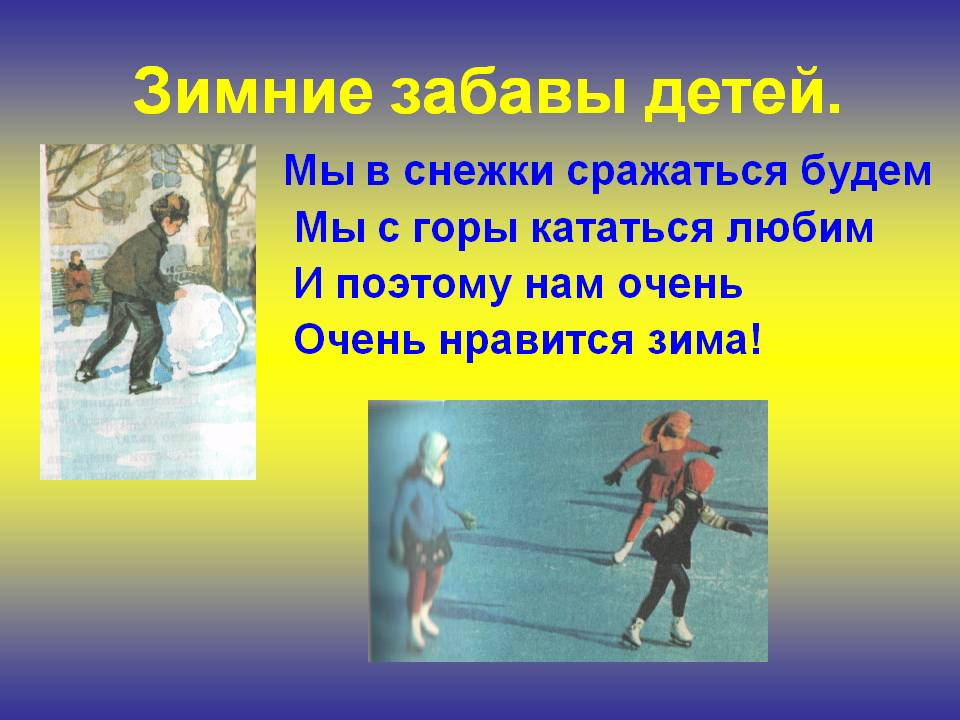 Зимние забавы детей.
Мы в снежки сражаться будем
Мы с горы кататься любим
И поэтому нам очень
Очень нравится зима!